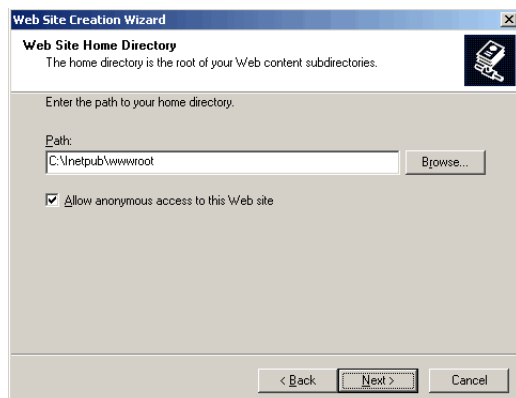 Web Site Creation Wizard
Web Site Home Directory
The home directory is the root of your Web content subdirectories.
Enter the path to your home directory.
Path:
C:\Inetpub\wwwroot
Browse...
Allow anonymous access to this Web site
< Back
Next >
Cancel